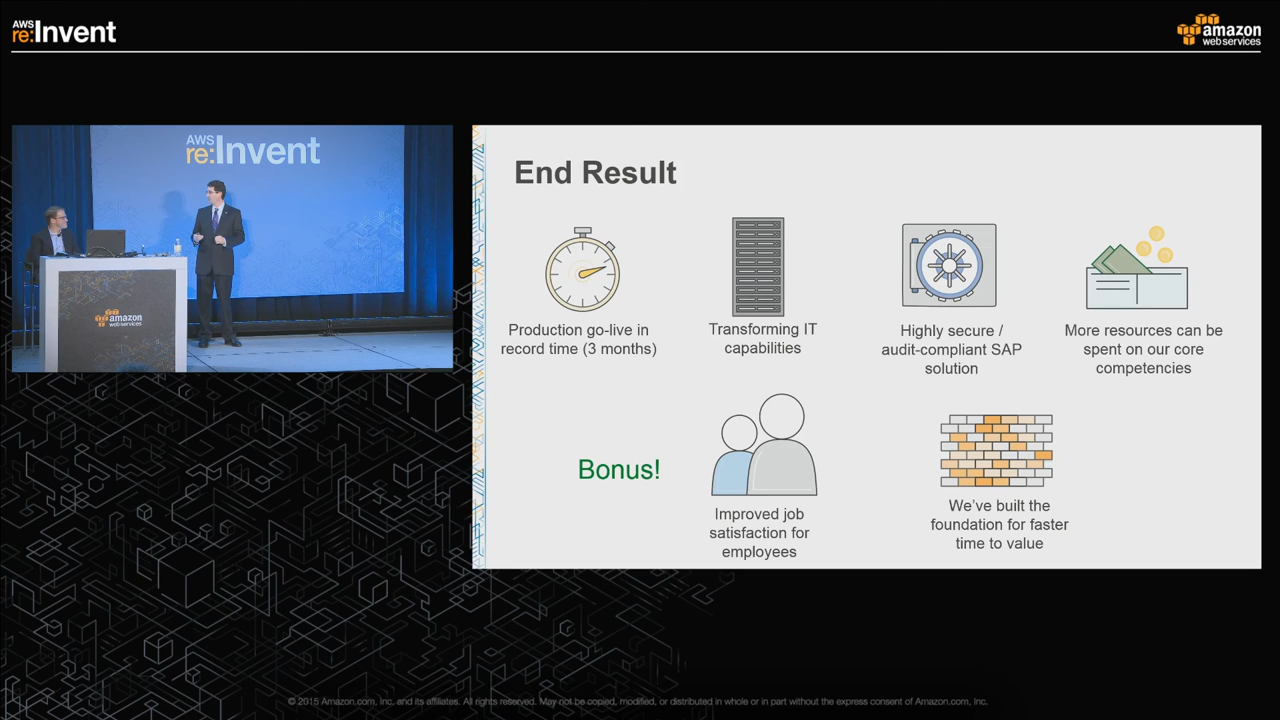 AWS
re:Invent
amazon
web services
AWS
re:Invent
amazon
web services
End Result
Production go-live in
record time (3 months)
Transforming IT
capabilities
Highly secure /
audit-compliant SAP
solution
More resources can be
spent on our core
competencies
Bonus!
Improved job
satisfaction for
employees
We've built the
foundation for faster
time to value
© 2015 Amazon.com, Inc. and its affiliates. All rights reserved. May not be copied, modified, or distributed in whole or in part without the express consent of Amazon.com, Inc.